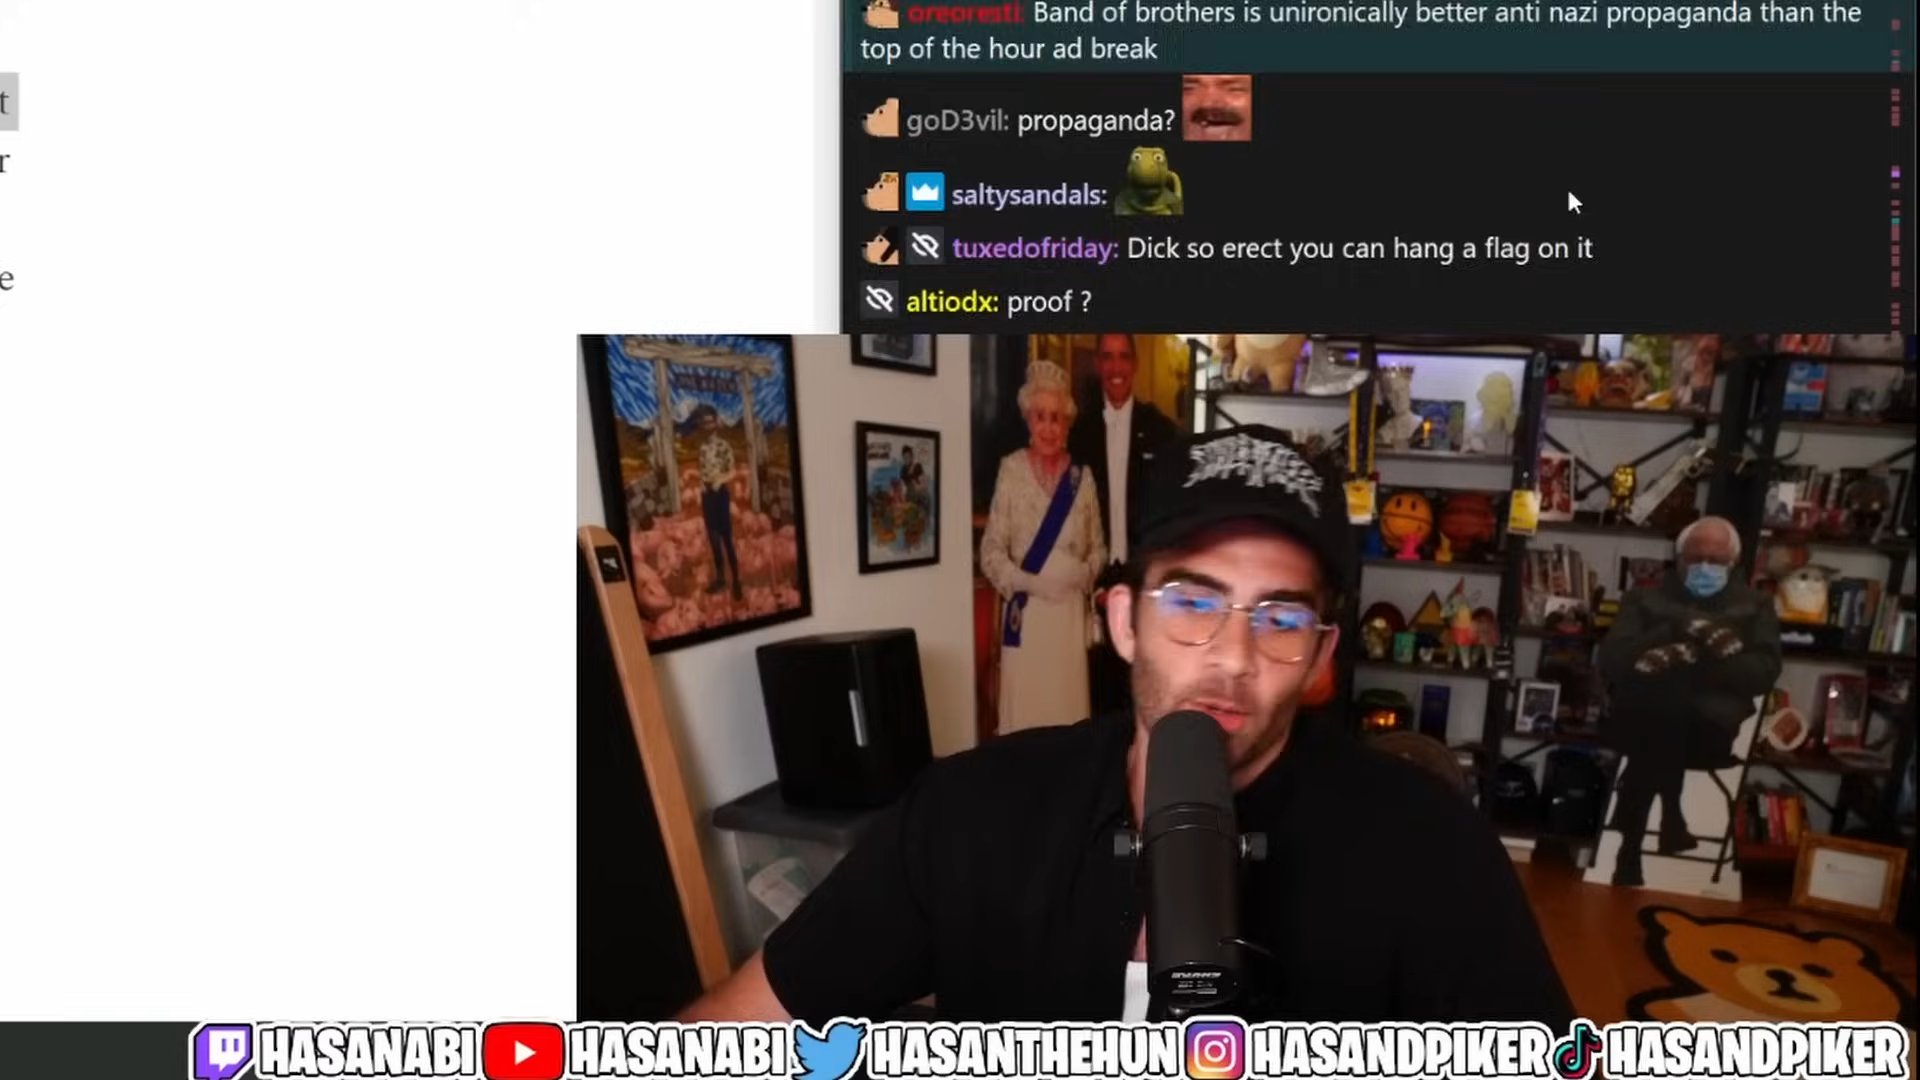 oreoresti: Band of brothers is unironically better anti nazi propaganda than the
top of the hour ad break
t
goD3vil: propaganda?
r
saltysandals:
tuxedofriday: Dick so erect you can hang a flag on it
e
altiodx: proof ?
HASANABI HASANABI HASANTHEHUN HASANDPIKER HASANDPIKER